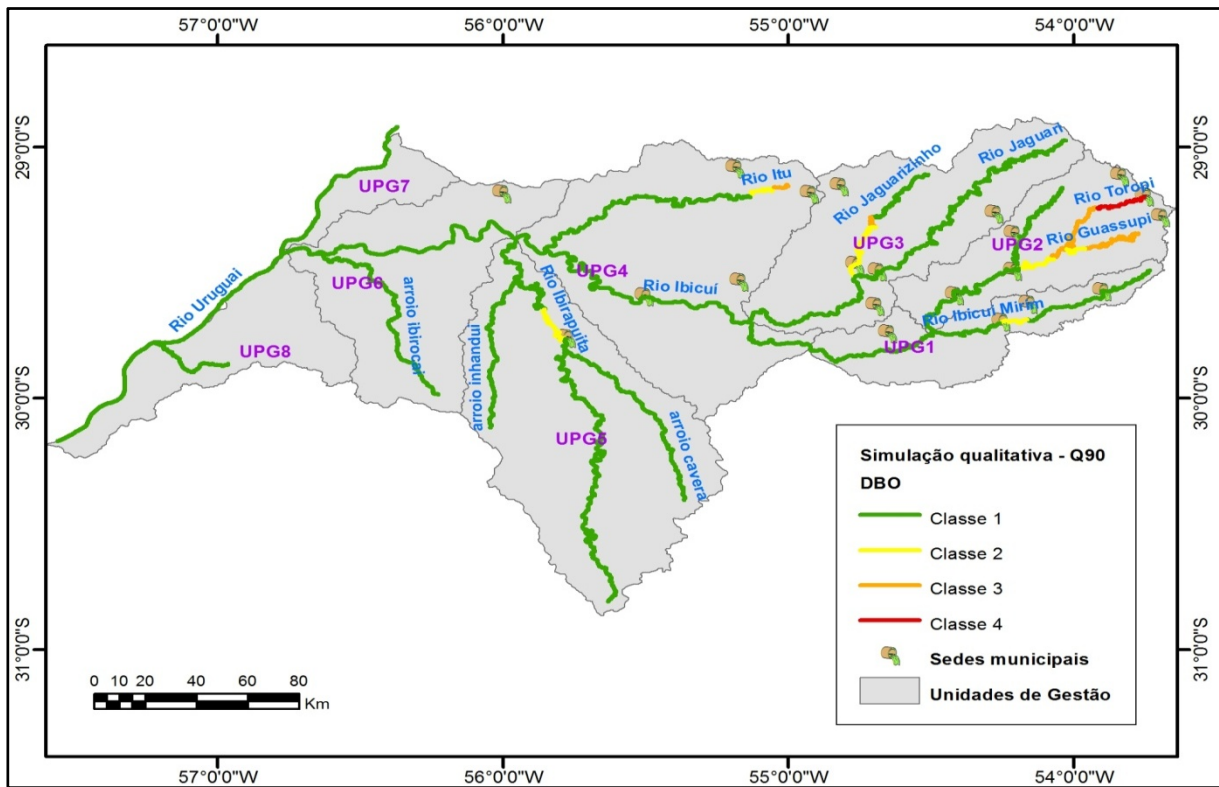 57°0'0"W
56°0'0"W
55°0'0"W
54°0'0"W
29°0'0"S
29°0'0"S
Rio Jaguari
Rio Itu
Rio Jaguarizinho
UPG7
Rio Toropi
Rio Guassupi
UPG3
UPG2
UPG4
UPG6
Rio Ibicuí
Rio Uruguai
arroio ibirocai
Rio Ibirapuita
Rio Ibicui Mirim
UPG8
UPG1
arroio inhandui
30°0'0"S
30°0'0"S
UPG5
arroio cavera
Simulação qualitativa - Q90
DBO
Classe 1
Classe 2
Classe 3
Classe 4
Sedes municipais
Unidades de Gestão
31°0'0"S
31°0'0"S
0 10 20 40 60 80
Km
57°0'0"W
56°0'0"W
55°0'0"W
54°0'0"W